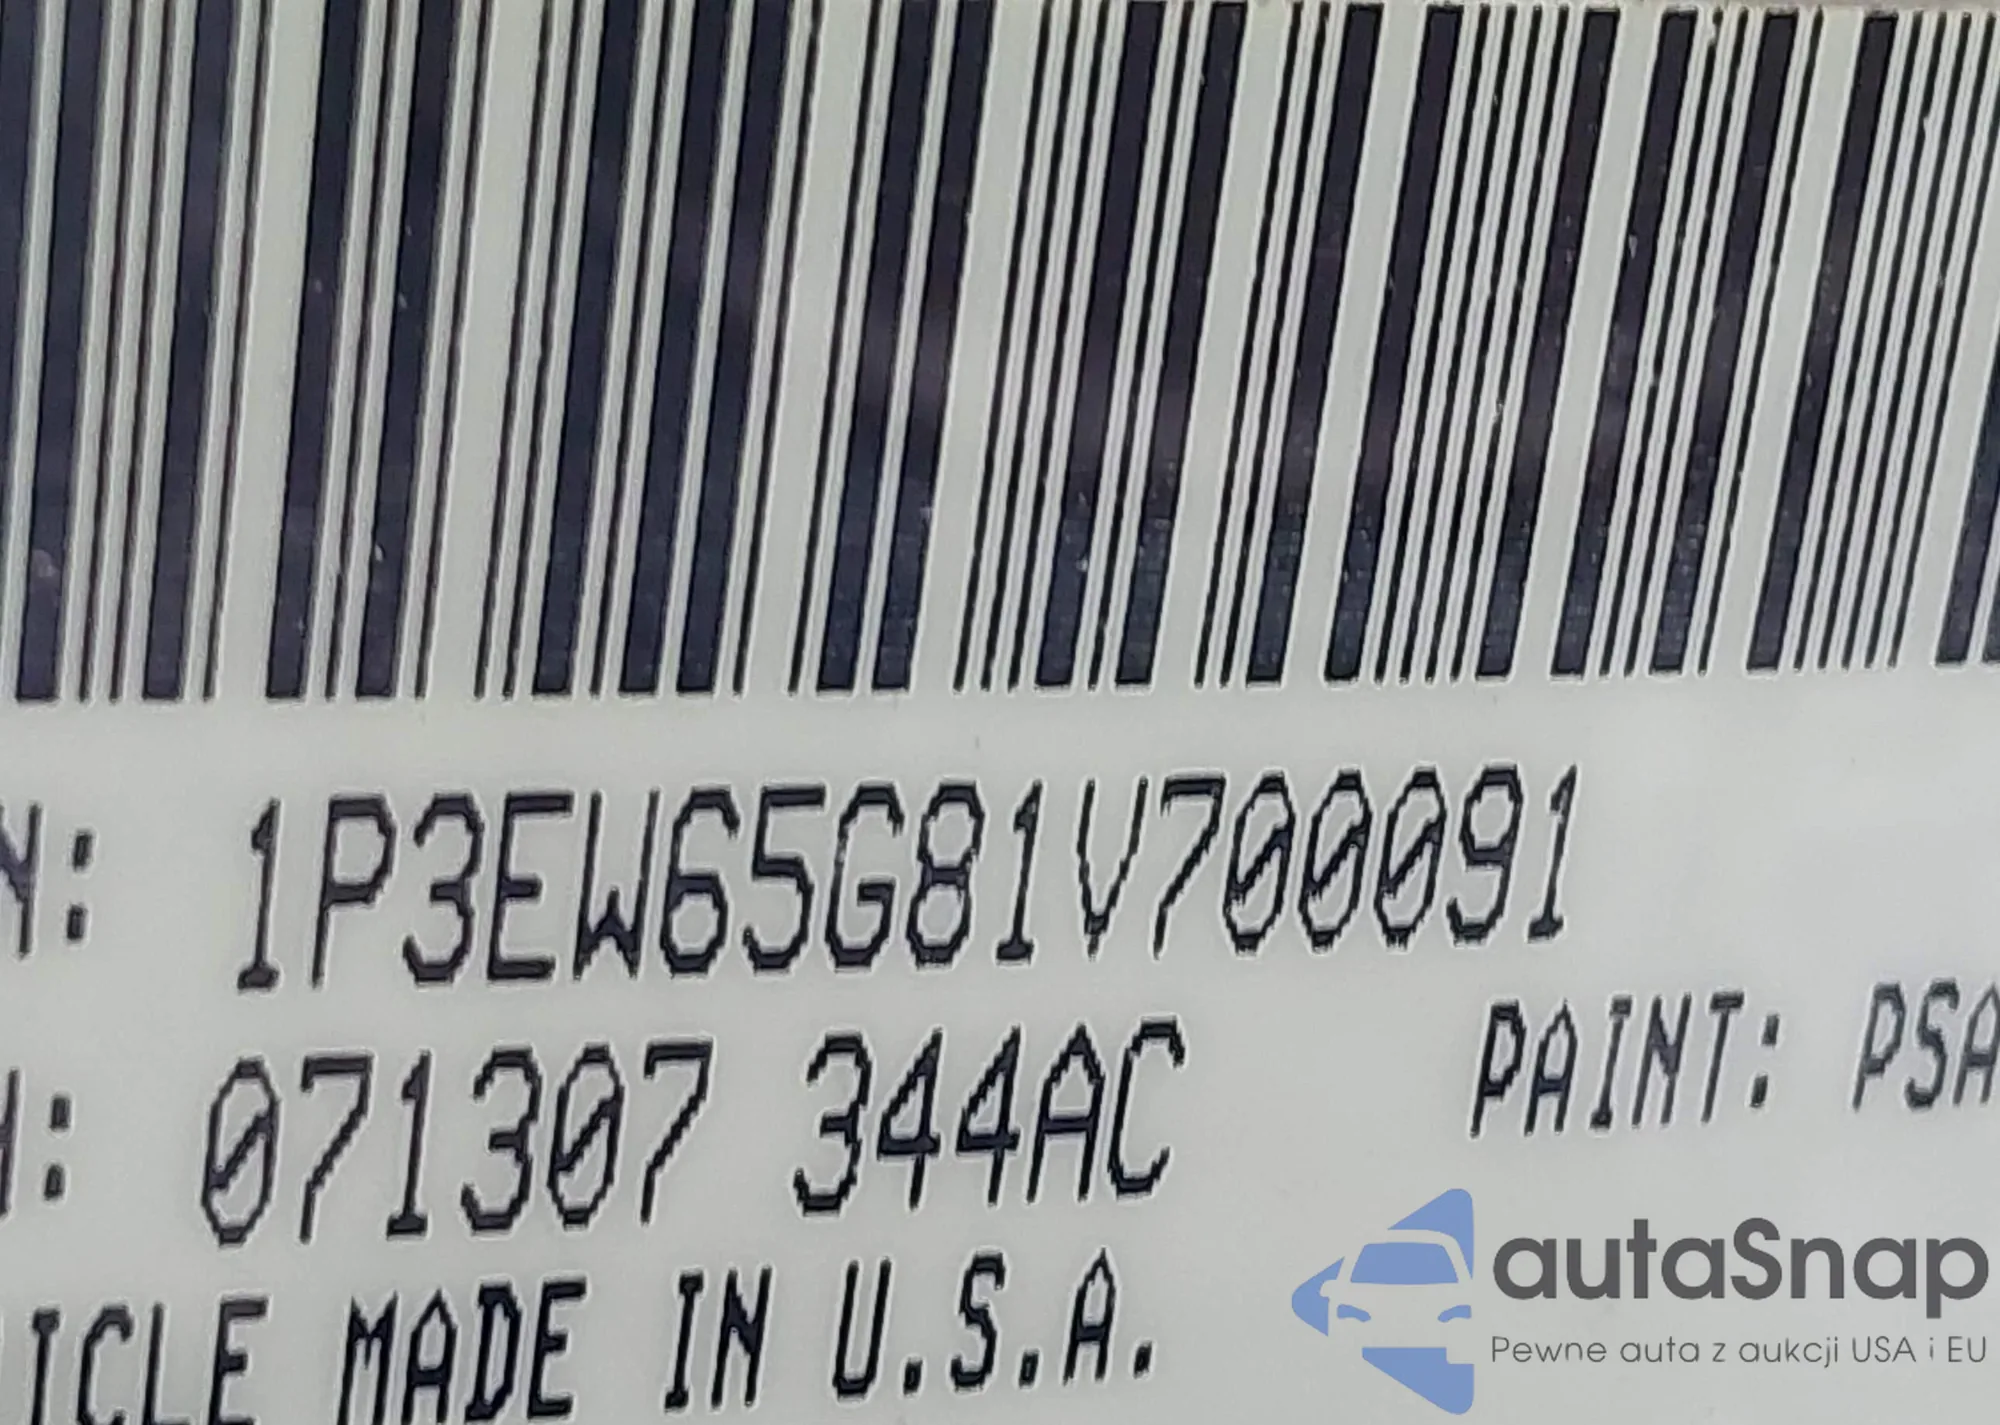 N: 1P3EW65G81V700091
H: 071307 344AC
PAINT: PSA
ICLE MADE IN U.S.A.
autaSnap
Pewne auta z aukcji USA i EU